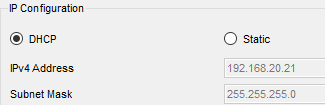 IP Configuration
DHCP Static
IPv4 Address 192.168.20.21
Subnet Mask 255.255.255.0